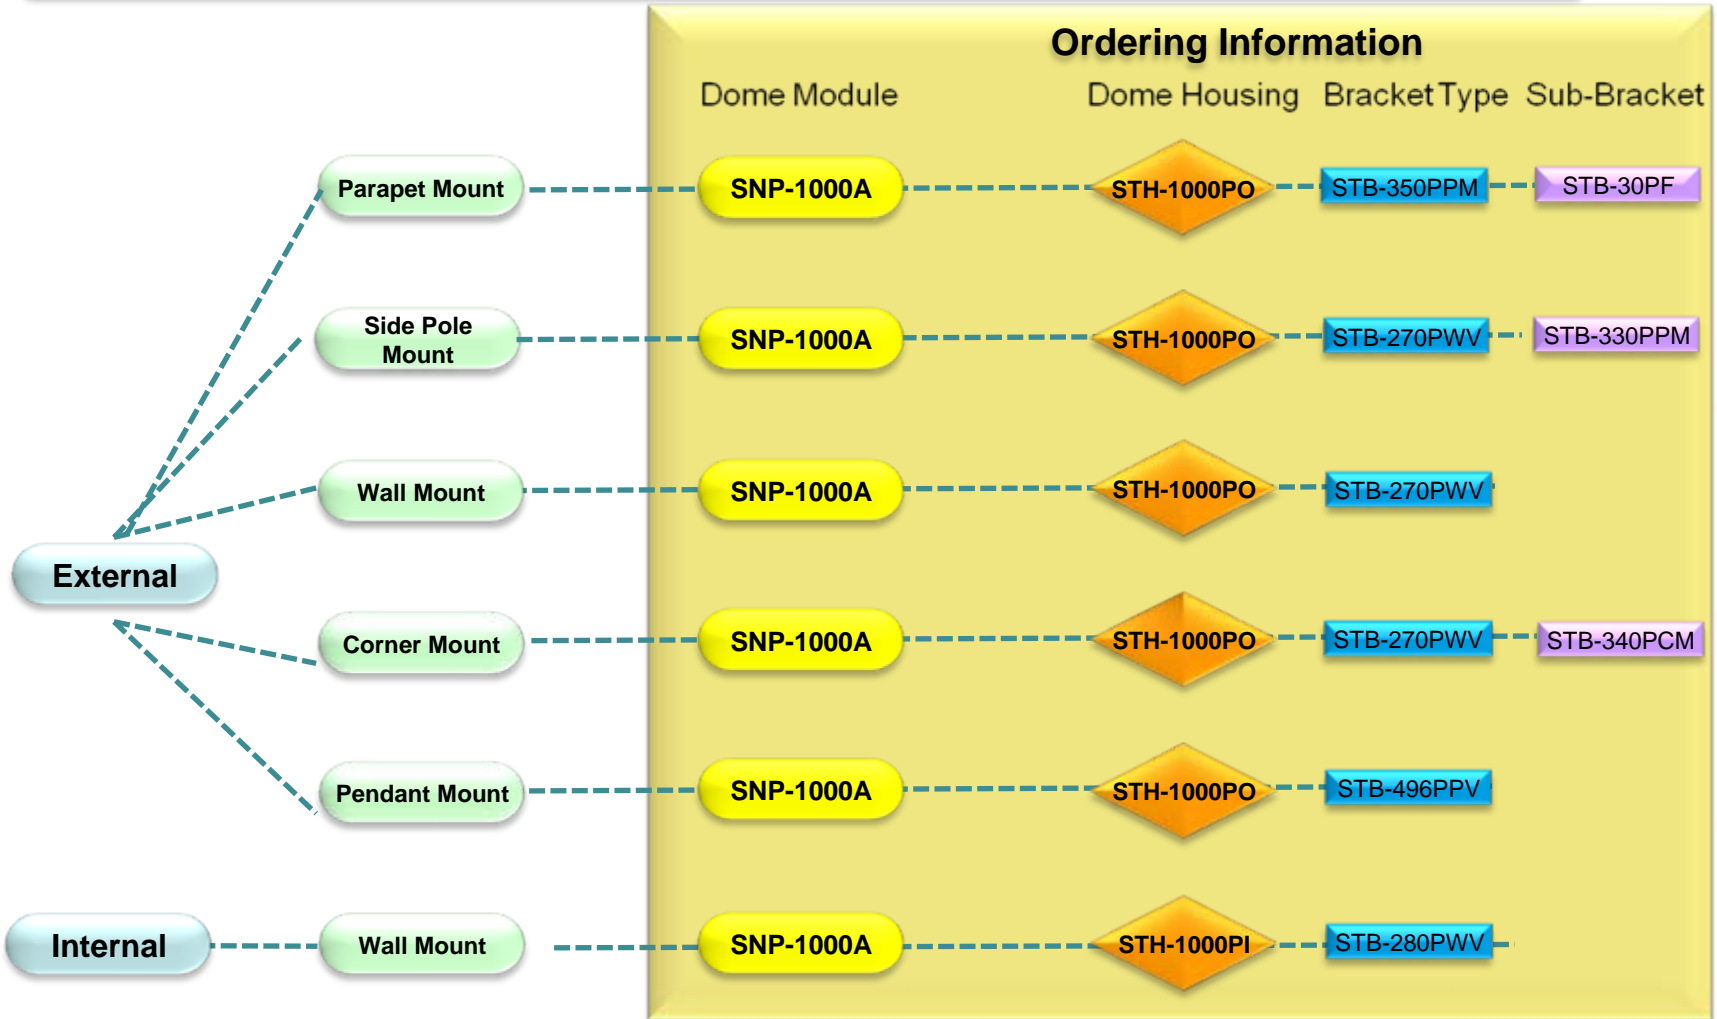 Ordering Information
Dome Module Dome Housing Bracket Type Sub-Bracket
Parapet Mount SNP-1000A STH-1000PO STB-350PPM STB-30PF
Side Pole
Mount SNP-1000A STH-1000PO STB-270PWV STB-330PPM
Wall Mount SNP-1000A STH-1000PO STB-270PWV
External
Corner Mount SNP-1000A STH-1000PO STB-270PWV STB-340PCM
Pendant Mount SNP-1000A STH-1000PO STB-496PPV
Internal Wall Mount SNP-1000A STH-1000PI STB-280PWV